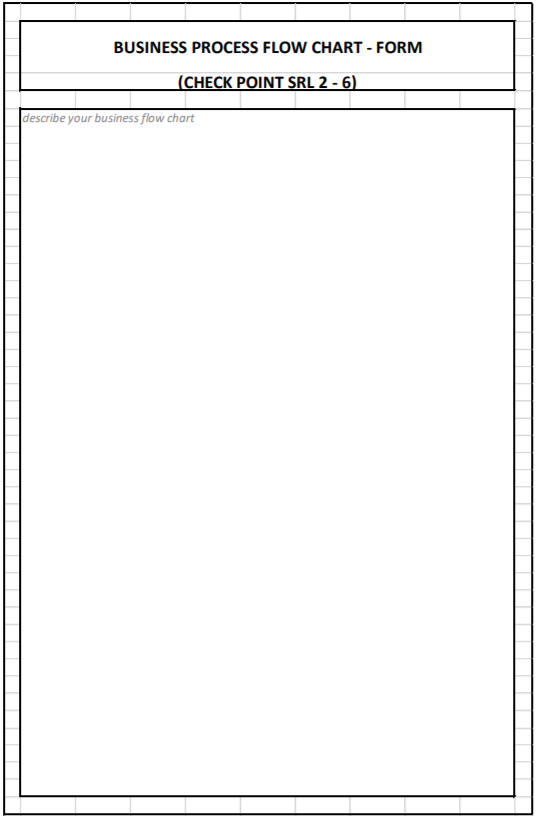 BUSINESS PROCESS FLOW CHART - FORM
(CHECK POINT SRL 2 - 6)
describe your business flow chart